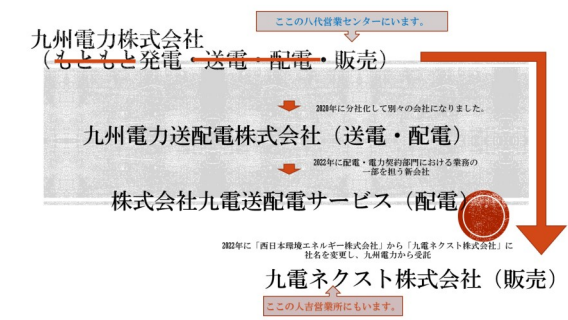 ここの八代営業センターにいます。
九州電力株式会社
（もともと発電・送電・配電・販売）
2020年に分社化して別々の会社になりました。
九州電力送配電株式会社（送電・配電）
2022年に配電・電力契約部門における業務の
一部を担う新会社
株式会社九電送配電サービス（配電）
2022年に「西日本環境エネルギー株式会社」から「九電ネクスト株式会社」に
社名を変更し、九州電力から受託
九電ネクスト株式会社（販売）
ここの人吉営業所にもいます。